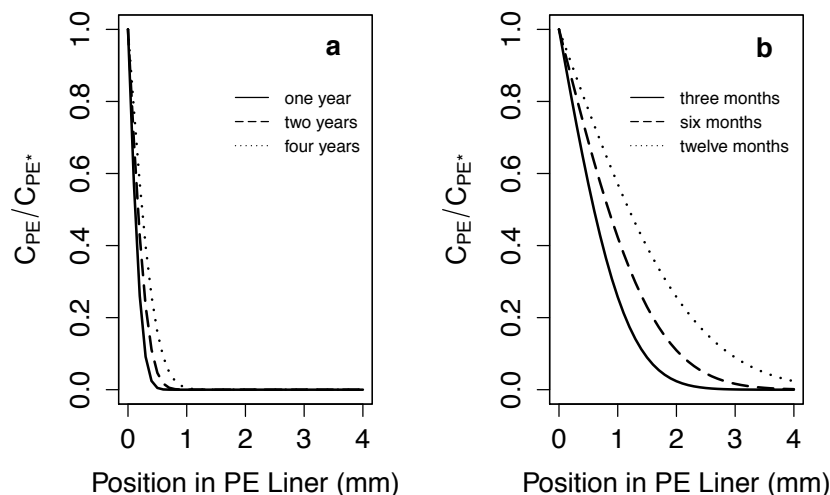 a
one year
two years
four years
C_PE/C_PE*
0.0 0.2 0.4 0.6 0.8 1.0
0 1 2 3 4
Position in PE Liner (mm)
b
three months
six months
twelve months
C_PE/C_PE*
0.0 0.2 0.4 0.6 0.8 1.0
0 1 2 3 4
Position in PE Liner (mm)